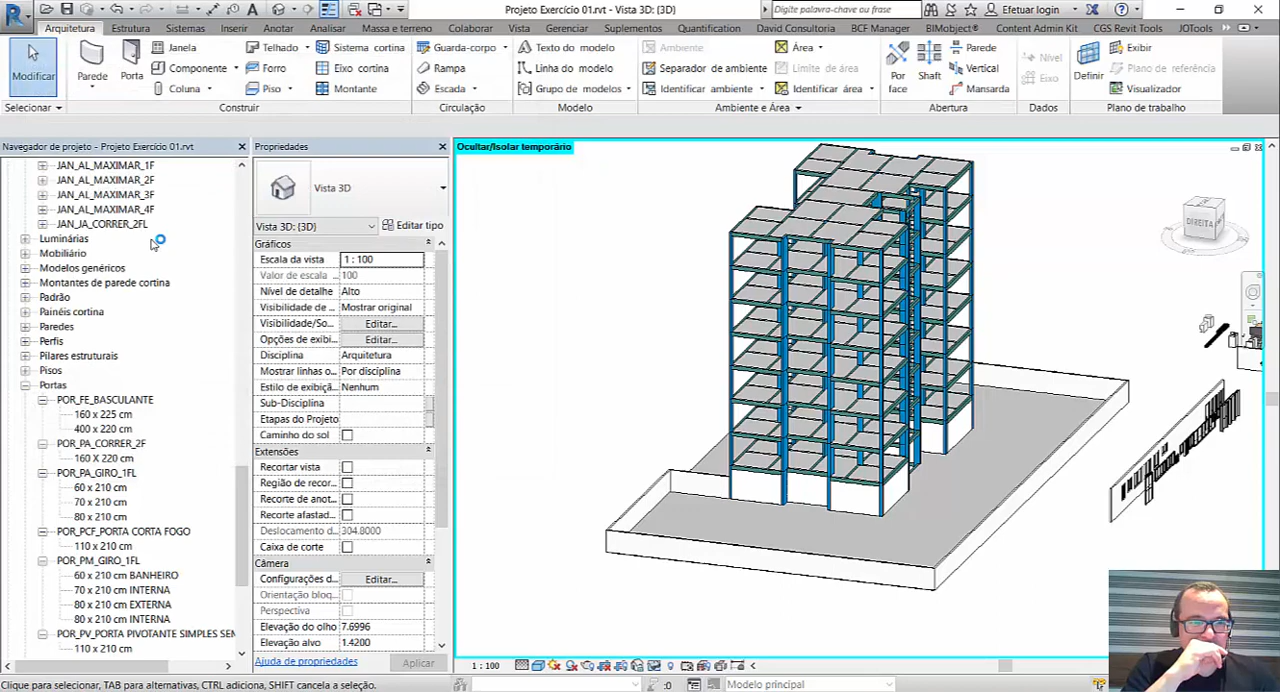 Projeto Exercício 01.rvt - Vista 3D: {3D}
Digite palavra-chave ou frase
Efetuar login
Arquitetura Estrutura Sistemas Inserir Anotar Analisar Massa e terreno Colaborar Vista Gerenciar Suplementos Quantification David Consultoria BCF Manager BIMobject® Content Admin Kit CGS Revit Tools JOTools
Modificar
Parede
Porta
Janela
Componente
Coluna
Telhado
Forro
Piso
Sistema cortina
Eixo cortina
Montante
Guarda-corpo
Rampa
Escada
Texto do modelo
Linha do modelo
Grupo de modelos
Ambiente
Separador de ambiente
Identificar ambiente
Área
Limite de área
Identificar área
Por face
Shaft
Parede
Vertical
Mansarda
Nível
Eixo
Definir
Exibir
Plano de referência
Visualizador
Selecionar Construir Circulação Modelo Ambiente e Área Abertura Dados Plano de trabalho
Navegador de projeto - Projeto Exercício 01.rvt
JAN_AL_MAXIMAR_1F
JAN_AL_MAXIMAR_2F
JAN_AL_MAXIMAR_3F
JAN_AL_MAXIMAR_4F
JAN_JA_CORRER_2FL
Luminárias
Mobiliário
Modelos genéricos
Montantes de parede cortina
Padrão
Painéis cortina
Paredes
Perfis
Pilares estruturais
Pisos
Portas
POR_FE_BASCULANTE
160 x 225 cm
400 x 220 cm
POR_PA_CORRER_2F
160 X 220 cm
POR_PA_GIRO_1FL
60 x 210 cm
70 x 210 cm
80 x 210 cm
POR_PCF_PORTA CORTA FOGO
110 x 210 cm
POR_PM_GIRO_1FL
60 x 210 cm BANHEIRO
70 x 210 cm INTERNA
80 x 210 cm EXTERNA
80 x 210 cm INTERNA
POR_PV_PORTA PIVOTANTE SIMPLES SEN
110 x 210 cm
Propriedades
Vista 3D
Vista 3D: {3D} Editar tipo
Gráficos
Escala da vista 1 : 100
Valor de escala ... 100
Nível de detalhe Alto
Visibilidade de ... Mostrar original
Visibilidade/So... Editar...
Opções de exibi... Editar...
Disciplina Arquitetura
Mostrar linhas o... Por disciplina
Estilo de exibiçã... Nenhum
Sub-Disciplina
Etapas do Projeto
Caminho do sol
Extensões
Recortar vista
Região de recor...
Recorte de anot...
Recorte afastad...
Deslocamento d... 304.8000
Caixa de corte
Câmera
Configurações d... Editar...
Orientação bloq...
Perspectiva
Elevação do olho 7.6996
Elevação alvo 1.4200
Ajuda de propriedades Aplicar
Ocultar/Isolar temporário
DIREITA
1 : 100
Clique para selecionar, TAB para alternativas, CTRL adiciona, SHIFT cancela a seleção.
:0
Modelo principal